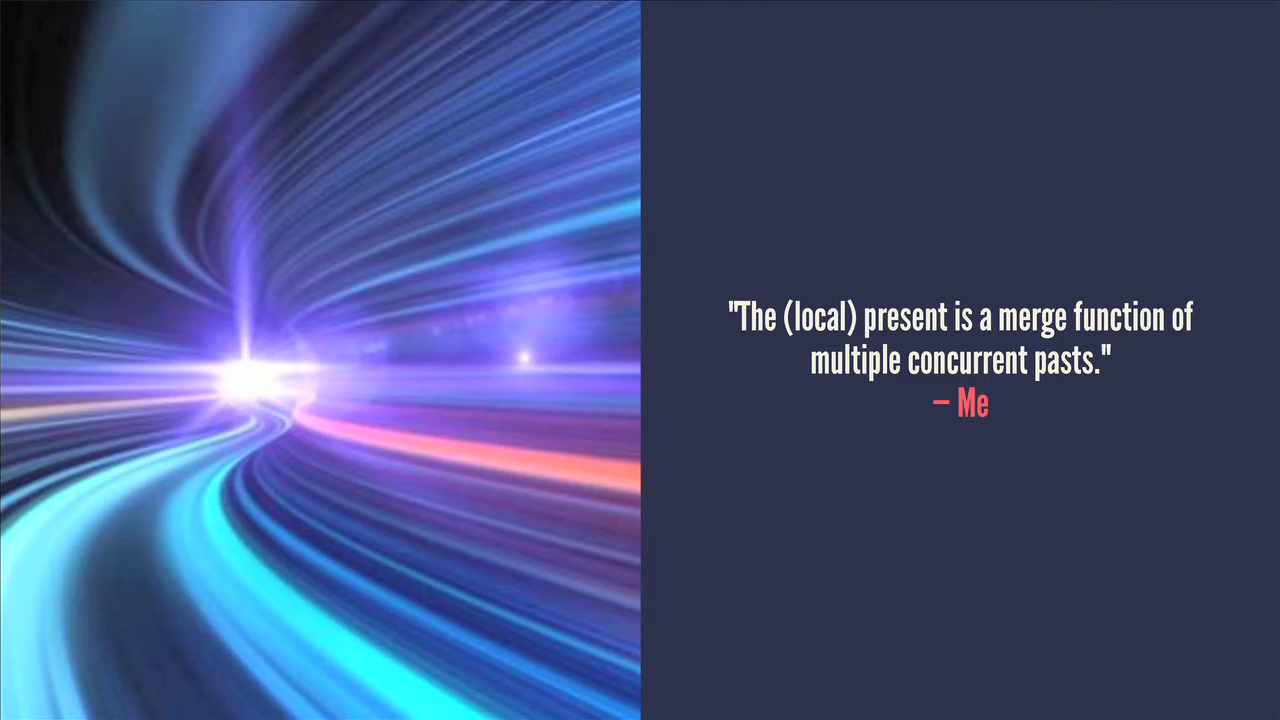 "The (local) present is a merge function of
multiple concurrent pasts."
— Me